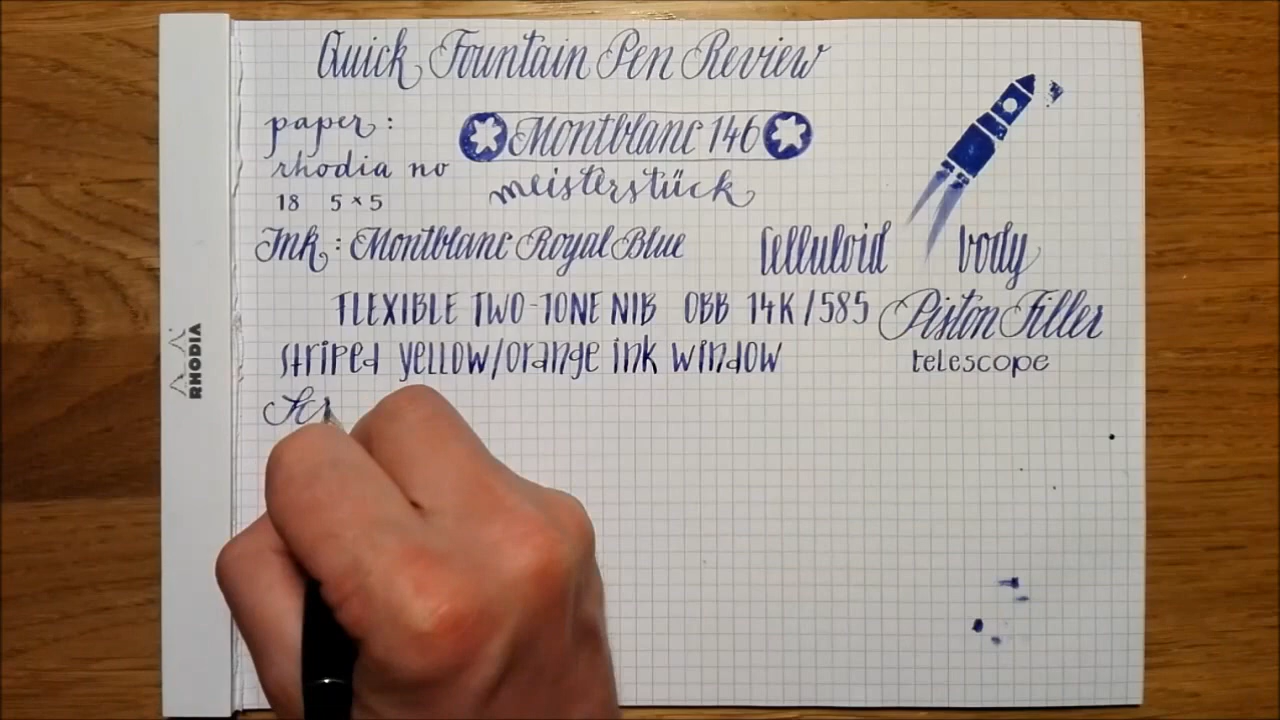 Quick Fountain Pen Review
paper:
rhodia no
18 5×5
Montblanc 146
meisterstück
Ink: Montblanc Royal Blue
Celluloid body
FLEXIBLE TWO-TONE NIB OBB 14K/585
Piston Filler
striped yellow/orange ink window
telescope
RHODIA